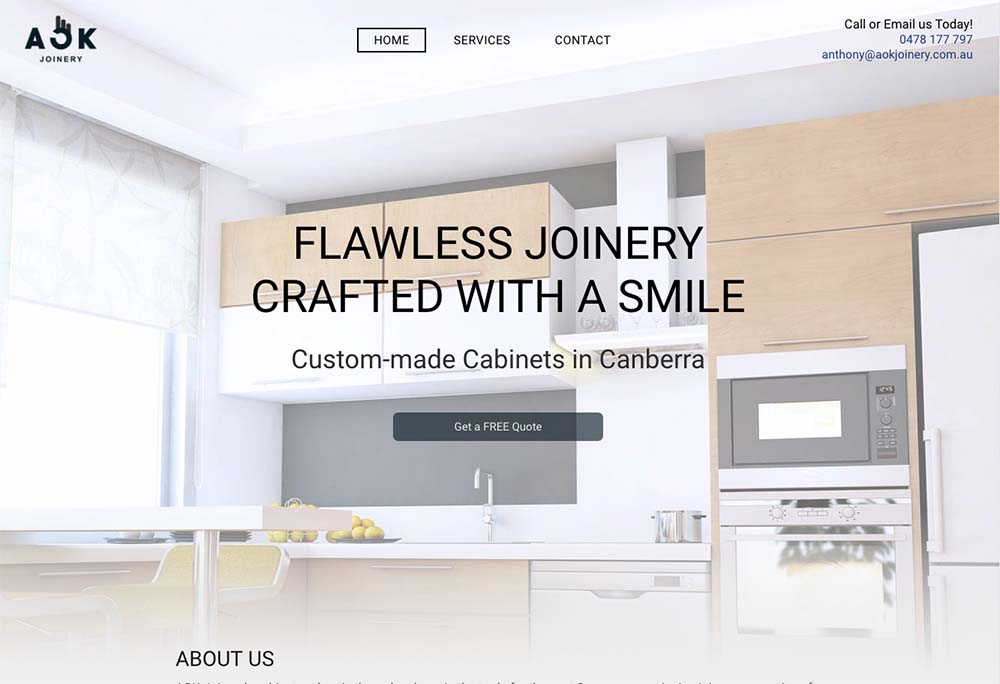 AOK
JOINERY
HOME
SERVICES
CONTACT
Call or Email us Today!
0478 177 797
anthony@aokjoinery.com.au
FLAWLESS JOINERY
CRAFTED WITH A SMILE
Custom-made Cabinets in Canberra
Get a FREE Quote
ABOUT US